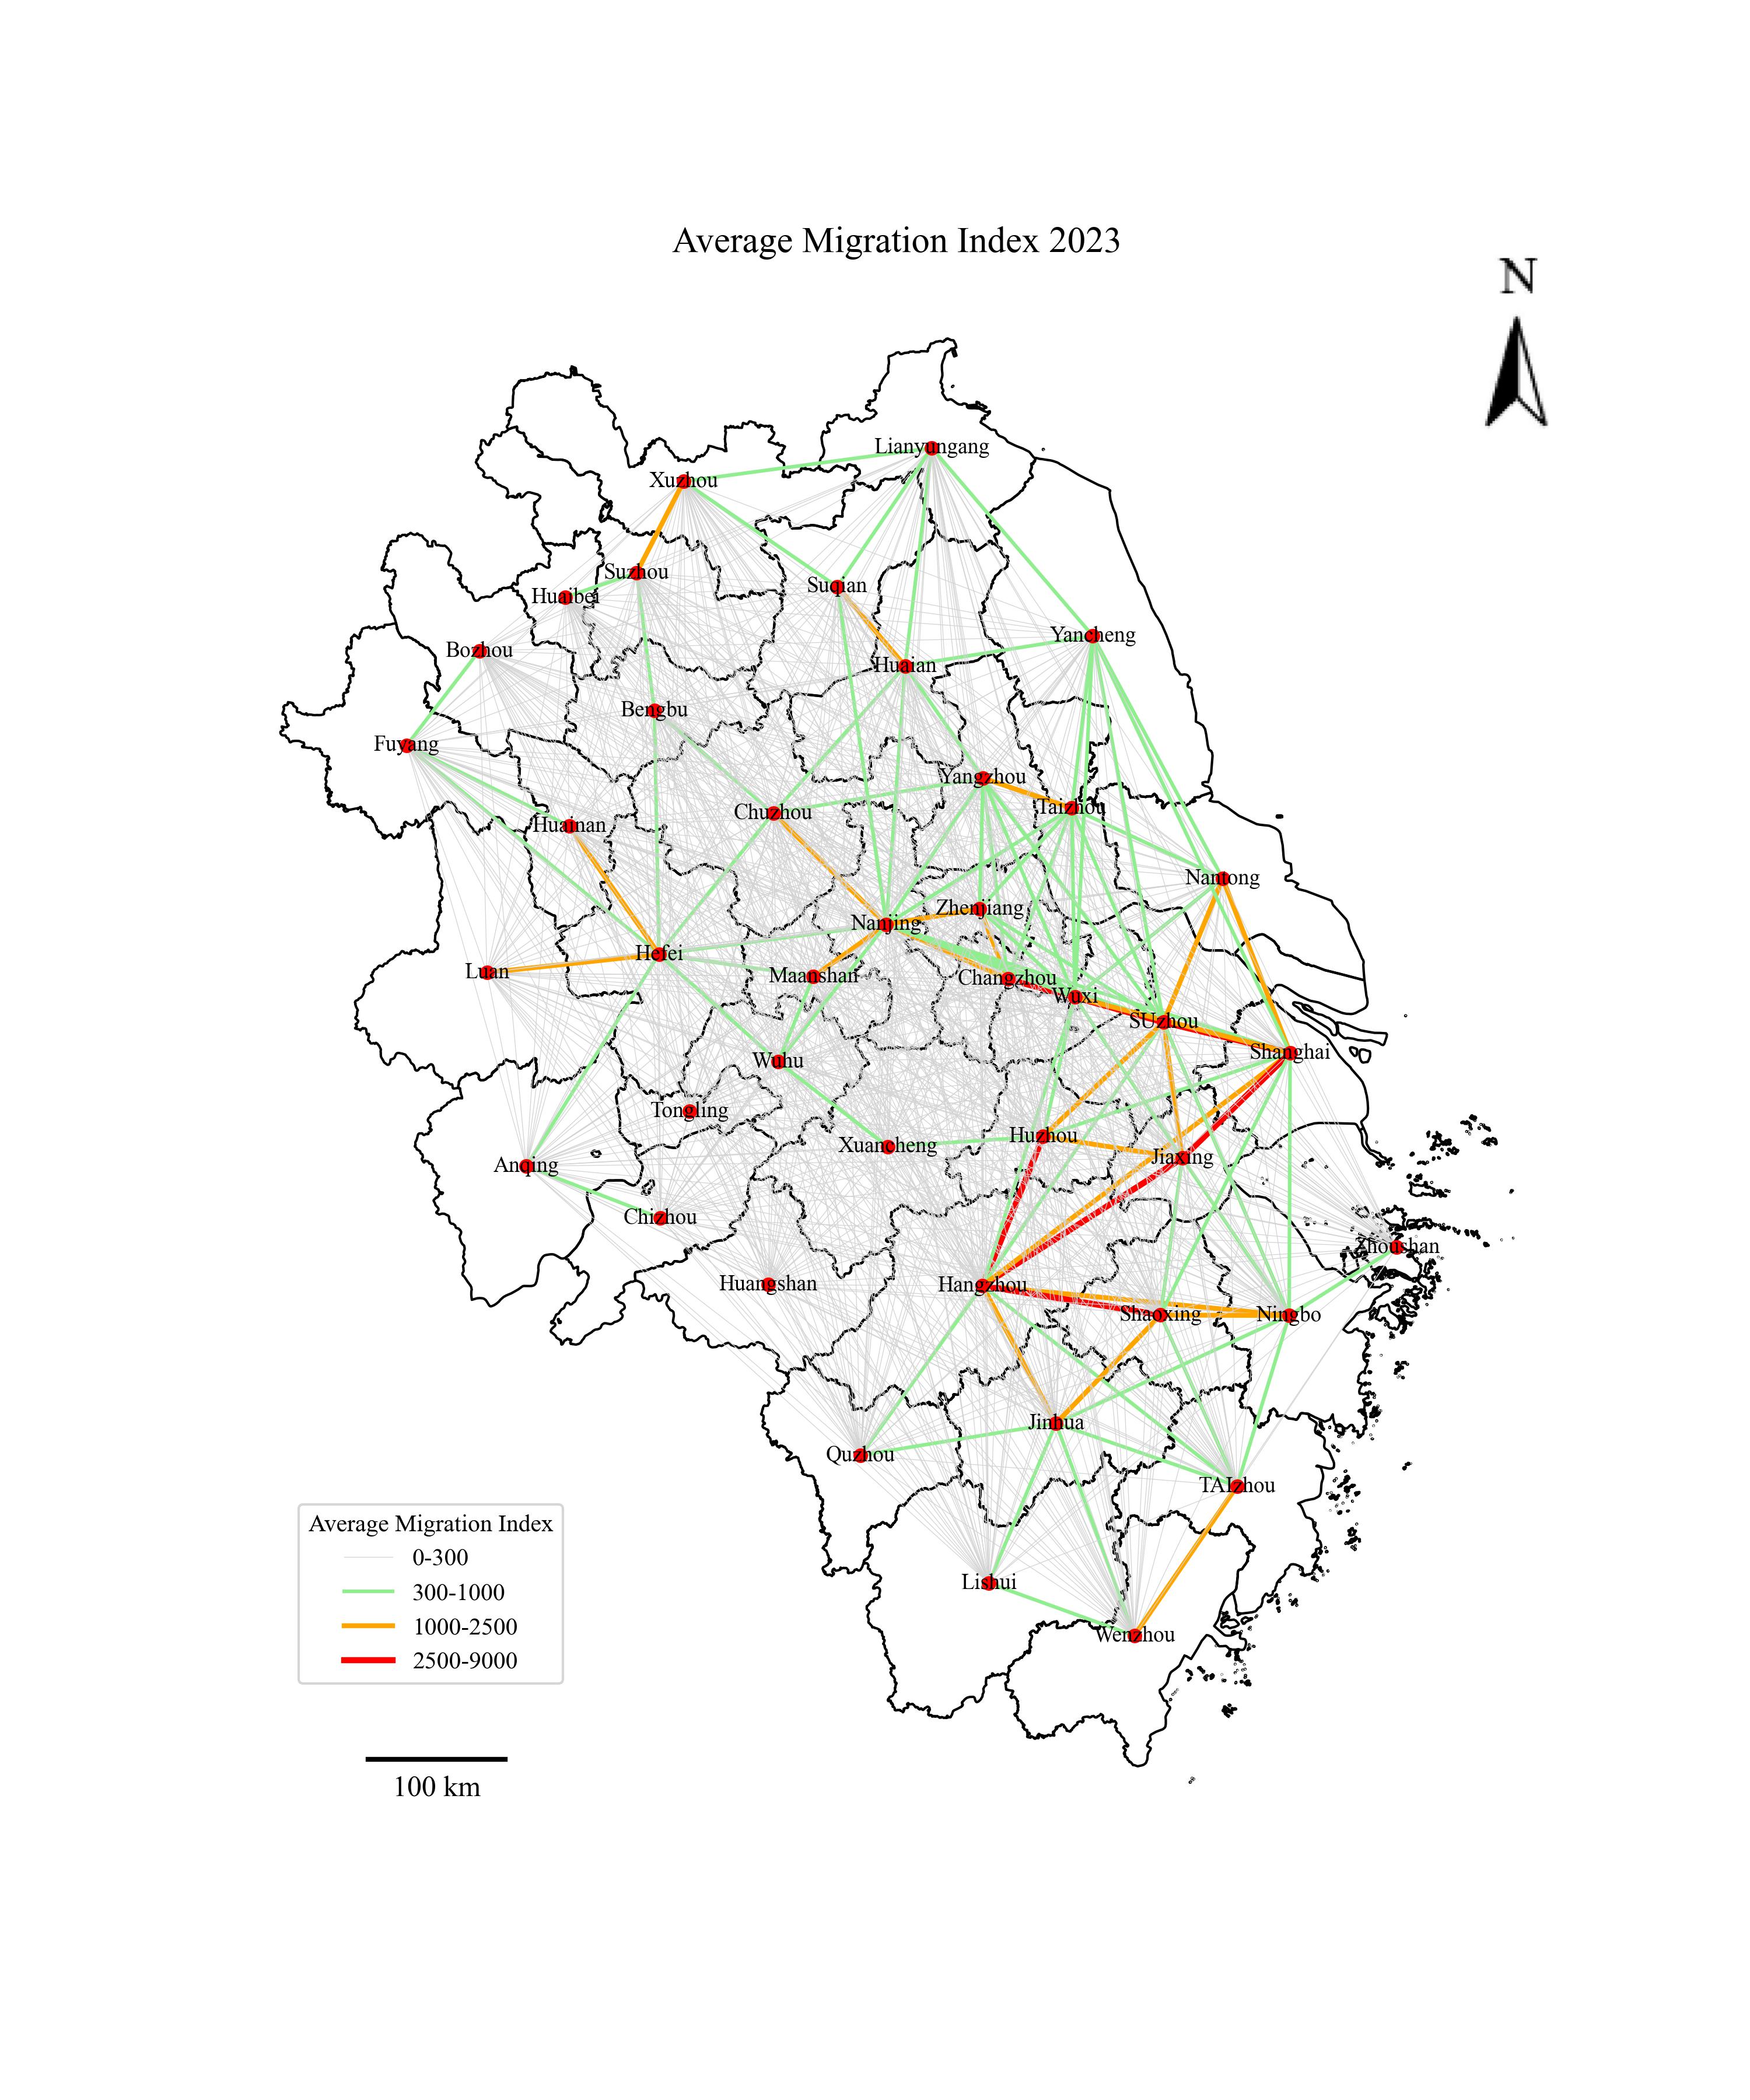 Average Migration Index 2023
N
Lianyungang
Xuzhou
Suzhou
Suqian
Huaibei
Yancheng
Bozhou
Huaian
Bengbu
Fuyang
Yangzhou
Taizhou
Chuzhou
Huainan
Nantong
Zhenjiang
Nanjing
Hefei
Luan
Maanshan
Changzhou
Wuxi
SUzhou
Shanghai
Wuhu
Tongling
Huzhou
Xuancheng
Jiaxing
Anqing
Chizhou
Zhoushan
Huangshan
Hangzhou
Shaoxing
Ningbo
Jinhua
Quzhou
TAIzhou
Lishui
Wenzhou
Average Migration Index
0-300
300-1000
1000-2500
2500-9000
100 km